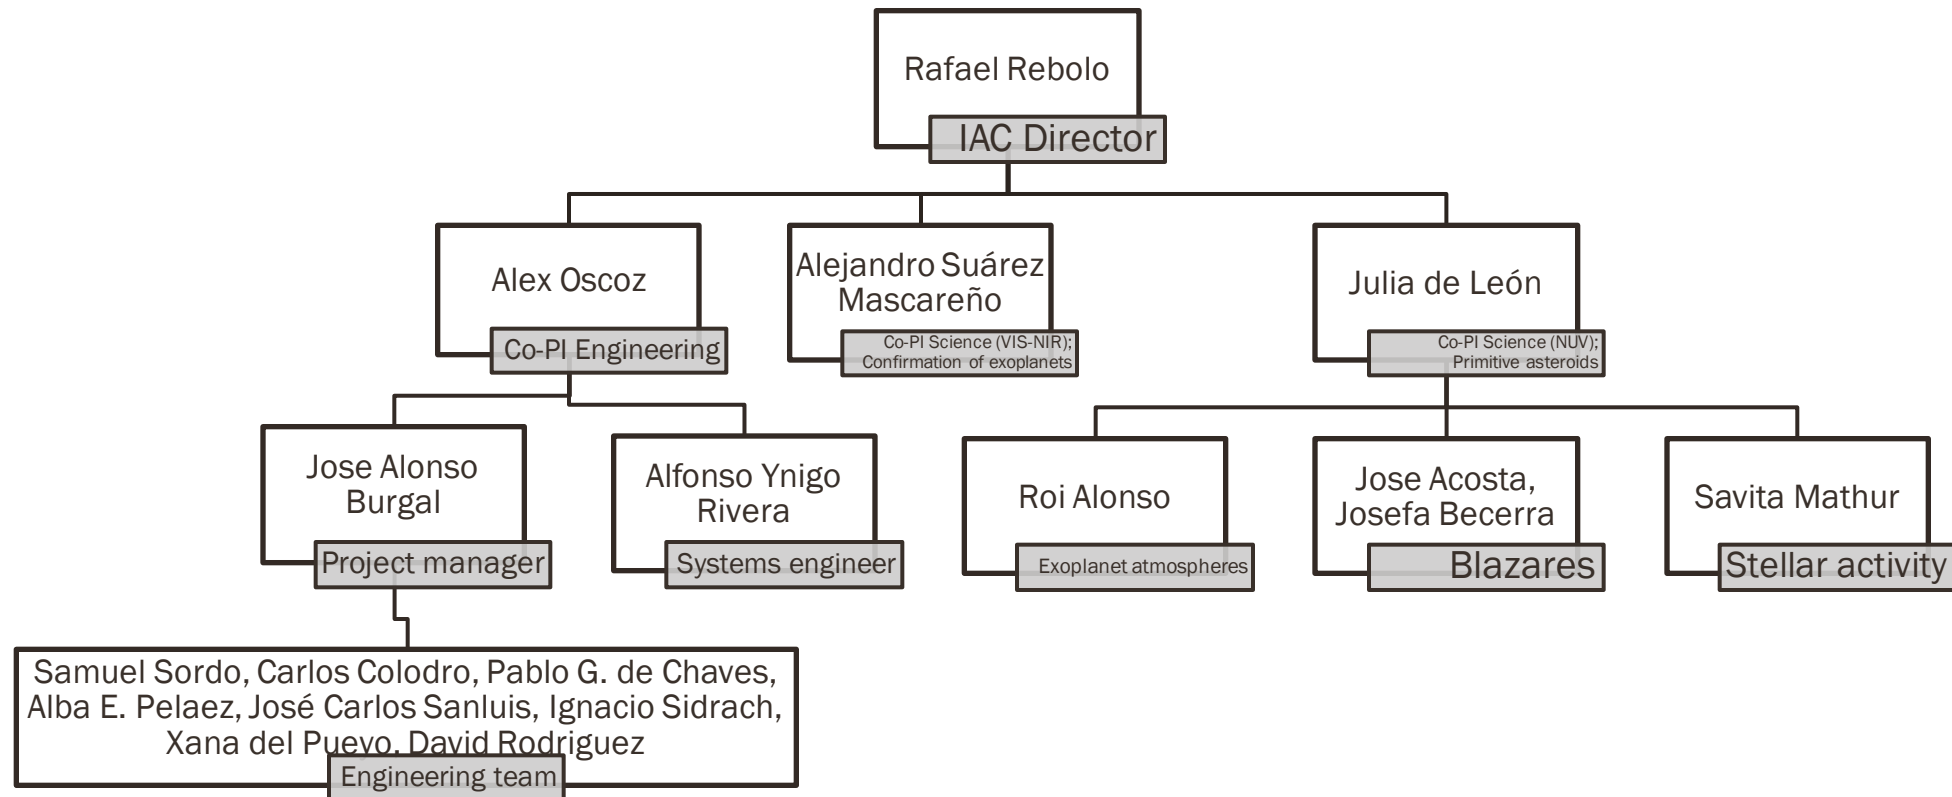 Rafael Rebolo
IAC Director
Alex Oscoz
Co-PI Engineering
Alejandro Suárez
Mascareño
Co-PI Science (VIS-NIR);
Confirmation of exoplanets
Julia de León
Co-PI Science (NUV);
Primitive asteroids
Jose Alonso
Burgal
Project manager
Alfonso Ynigo
Rivera
Systems engineer
Roi Alonso
Exoplanet atmospheres
Jose Acosta,
Josefa Becerra
Blazares
Savita Mathur
Stellar activity
Samuel Sordo, Carlos Colodro, Pablo G. de Chaves,
Alba E. Pelaez, José Carlos Sanluis, Ignacio Sidrach,
Xana del Pueyo, David Rodriguez
Engineering team